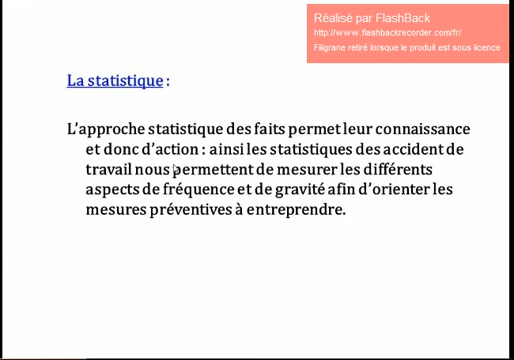 Réalisé par FlashBack
http://www.flashbackrecorder.com/fr/
Filigrane retiré lorsque le produit est sous licence
La statistique :
L’approche statistique des faits permet leur connaissance
et donc d’action : ainsi les statistiques des accident de
travail nous permettent de mesurer les différents
aspects de fréquence et de gravité afin d’orienter les
mesures préventives à entreprendre.